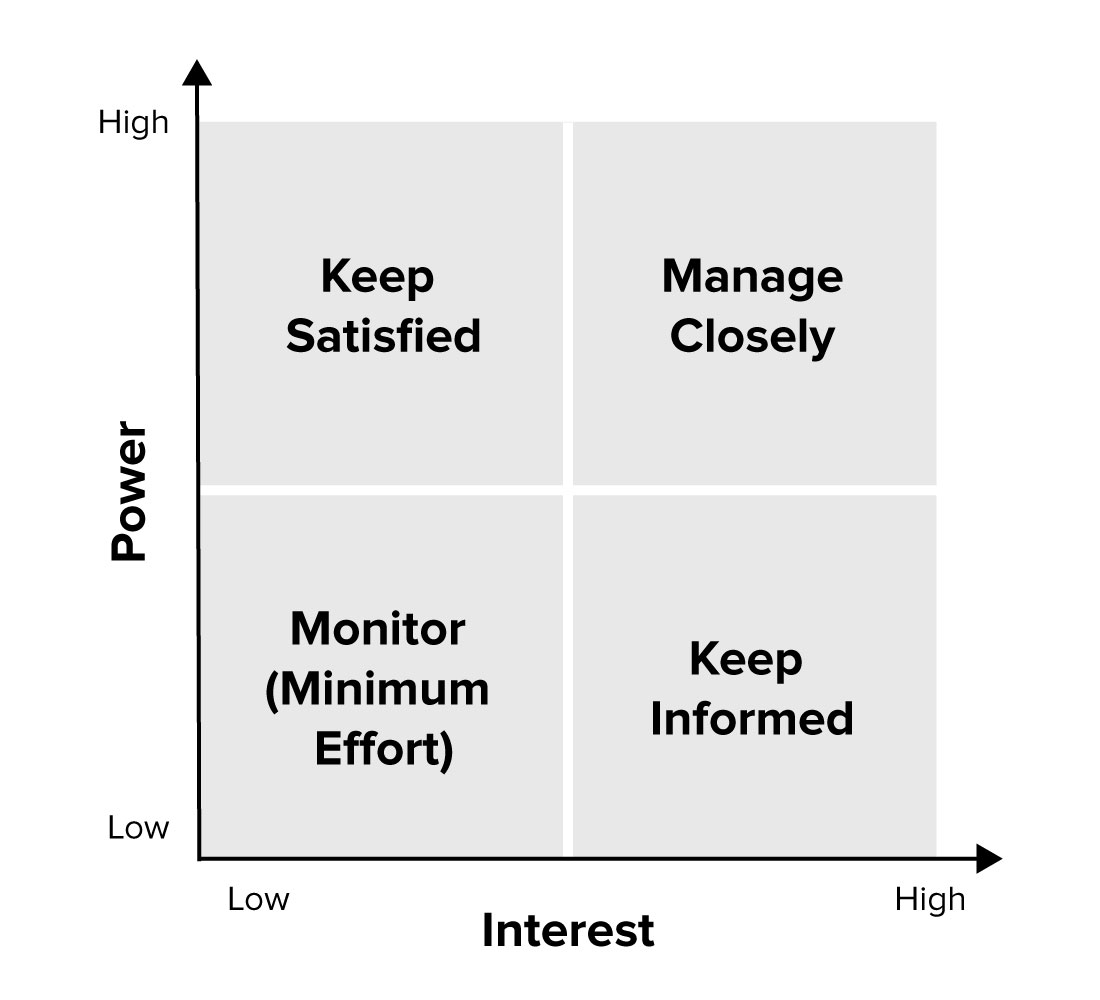 High
Keep
Satisfied
Manage
Closely
Power
Monitor
(Minimum
Effort)
Keep
Informed
Low
Low
High
Interest